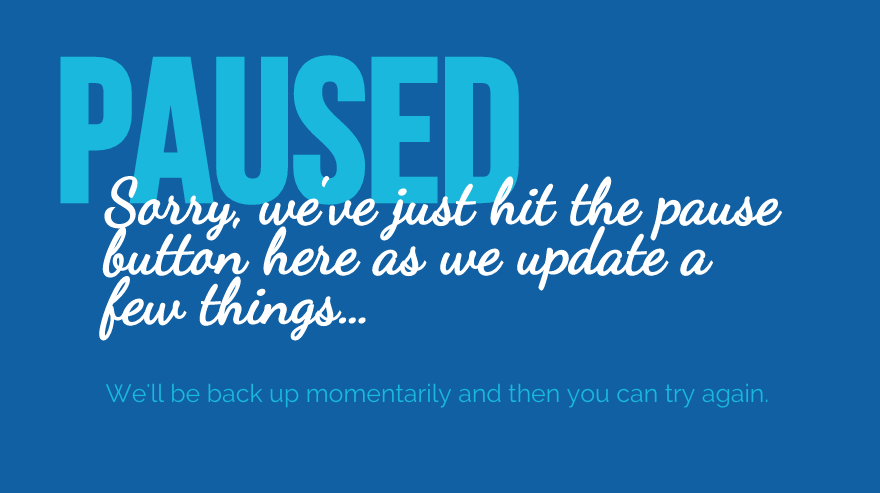 PAUSED
Sorry, we've just hit the pause
button here as we update a
few things...
We'll be back up momentarily and then you can try again.